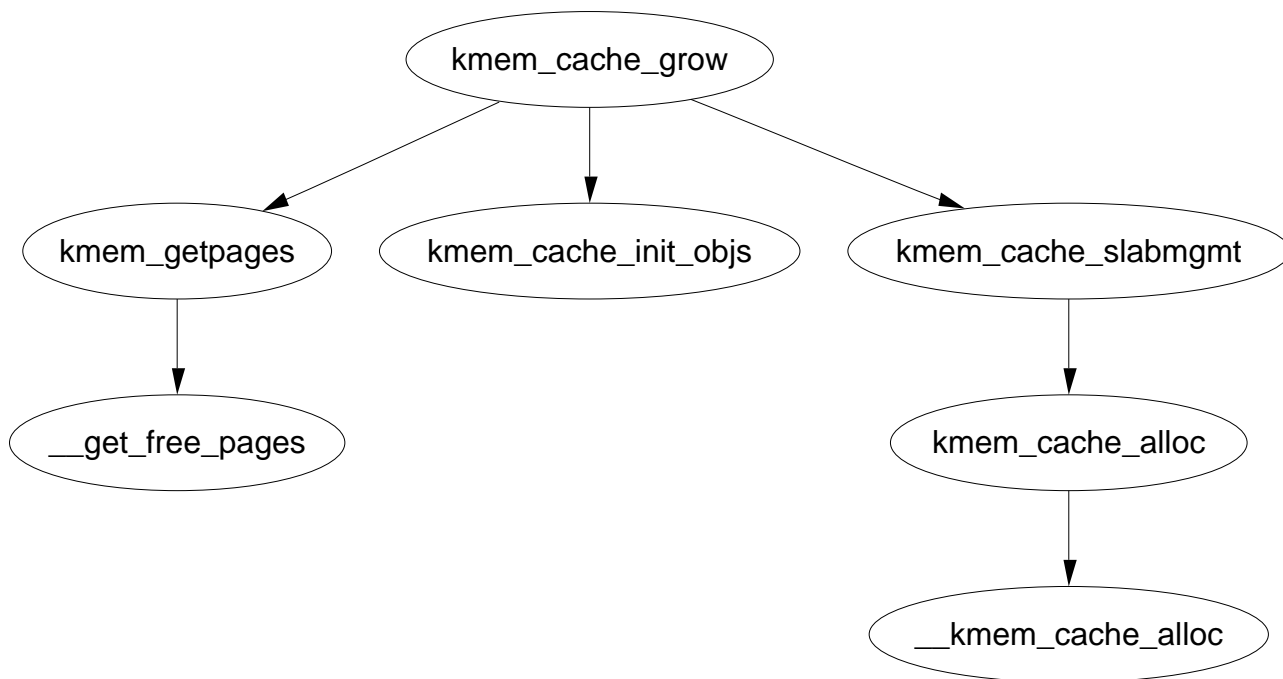 kmem_cache_grow
kmem_getpages
kmem_cache_init_objs
kmem_cache_slabmgmt
__get_free_pages
kmem_cache_alloc
__kmem_cache_alloc